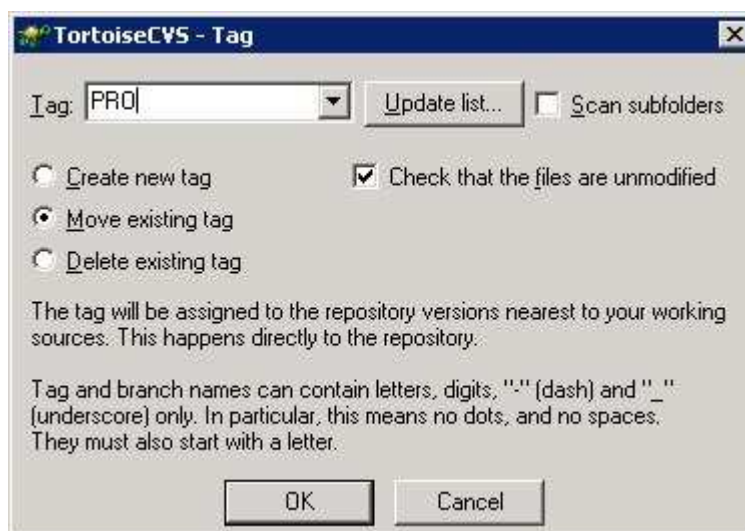 TortoiseCVS - Tag
Tag: PRO Update list... Scan subfolders
Create new tag Check that the files are unmodified
Move existing tag
Delete existing tag
The tag will be assigned to the repository versions nearest to your working
sources. This happens directly to the repository.
Tag and branch names can contain letters, digits, "-" (dash) and "_"
(underscore) only. In particular, this means no dots, and no spaces.
They must also start with a letter.
OK Cancel